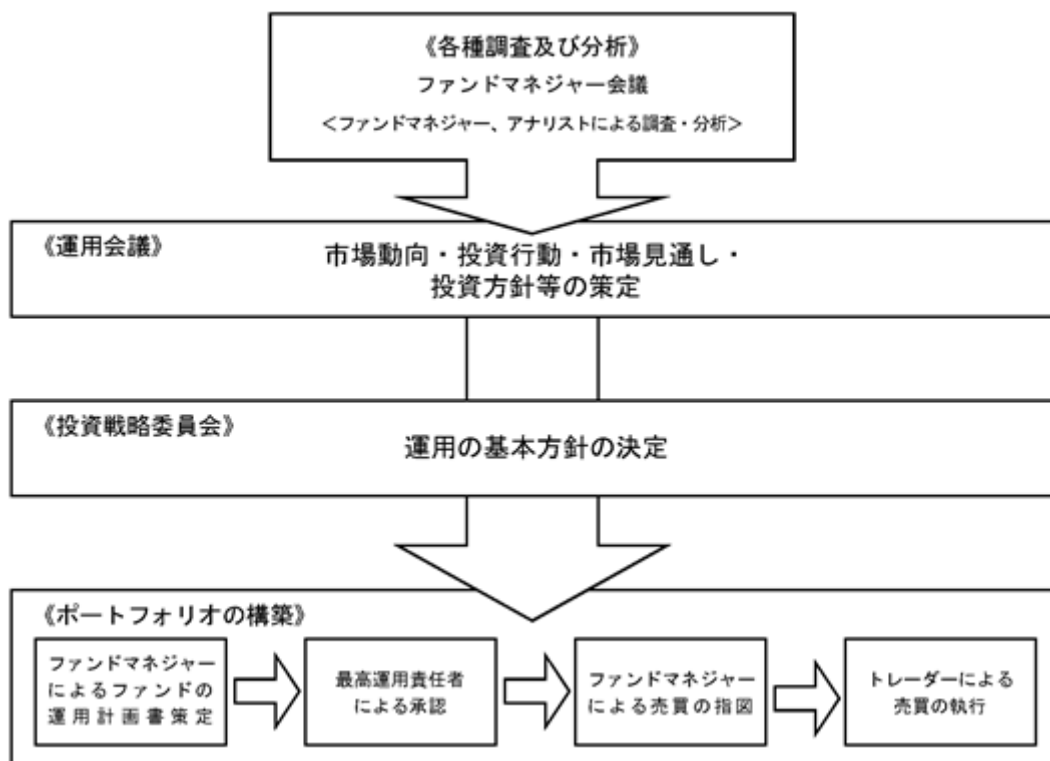 《各種調査及び分析》
ファンドマネジャー会議
<ファンドマネジャー、アナリストによる調査・分析>
《運用会議》
市場動向・投資行動・市場見通し・
投資方針等の策定
《投資戦略委員会》
運用の基本方針の決定
《ポートフォリオの構築》
ファンドマネジャー
によるファンドの
運用計画書策定
最高運用責任者
による承認
ファンドマネジャー
による売買の指図
トレーダーによる
売買の執行